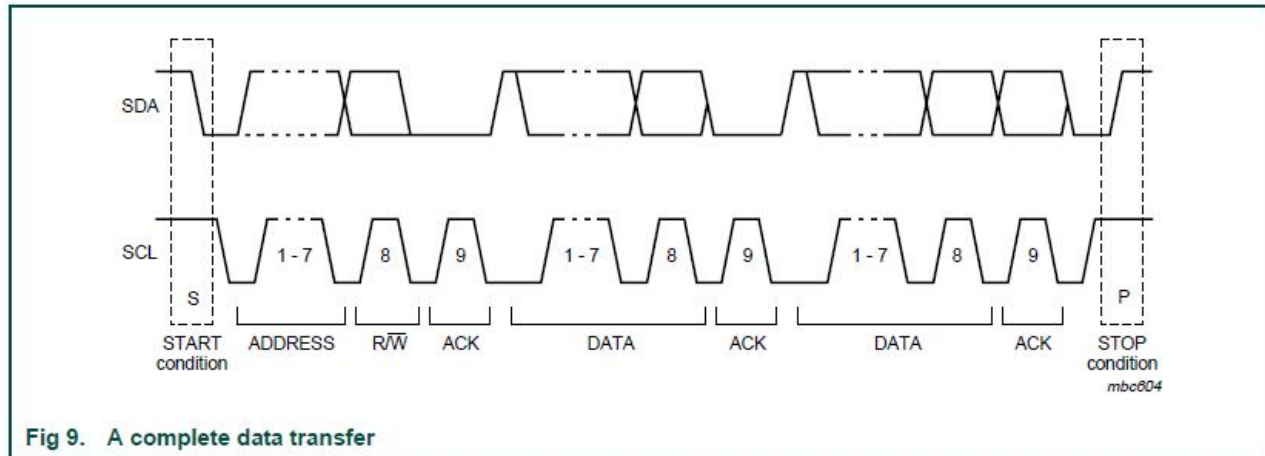 SDA
SCL
1 - 7 8 9 1 - 7 8 9 1 - 7 8 9
S P
START ADDRESS R/W̅ ACK DATA ACK DATA ACK STOP
condition condition
mbc604
Fig 9. A complete data transfer